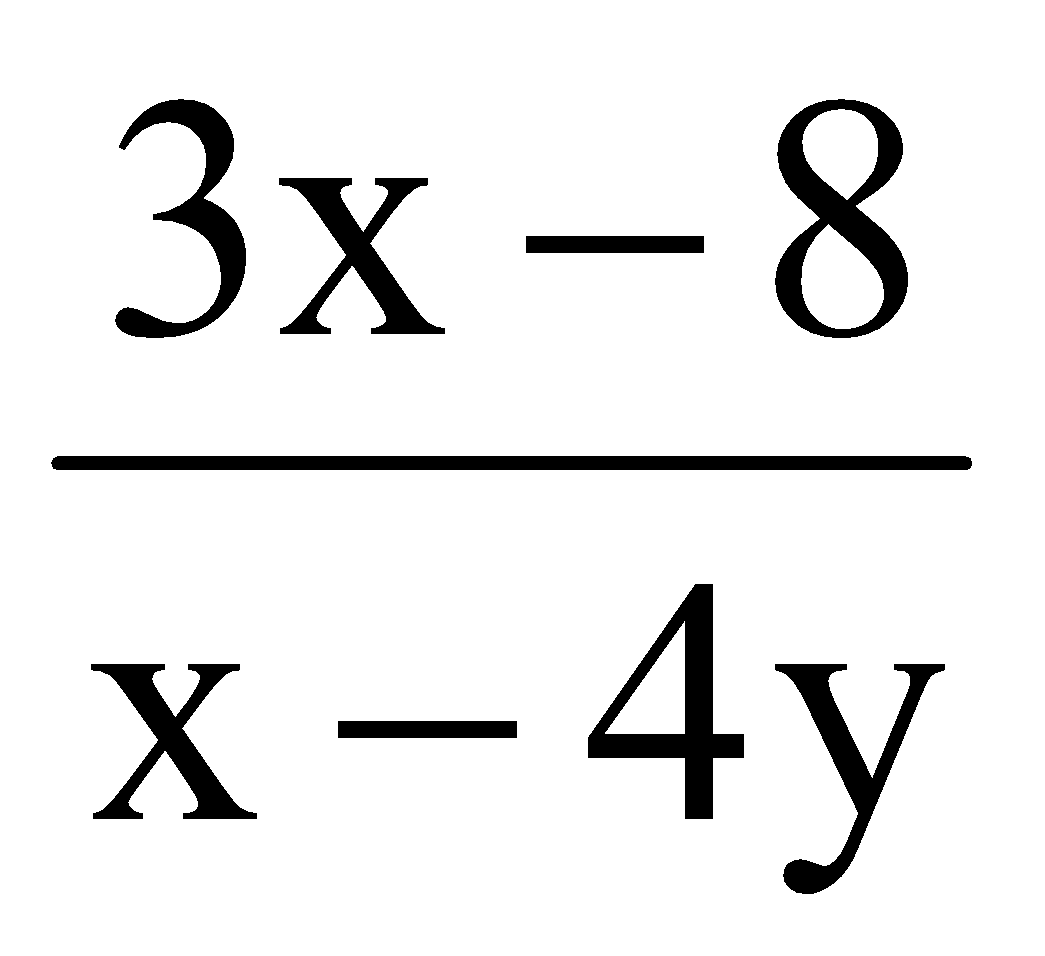 3x – 8
x – 4y